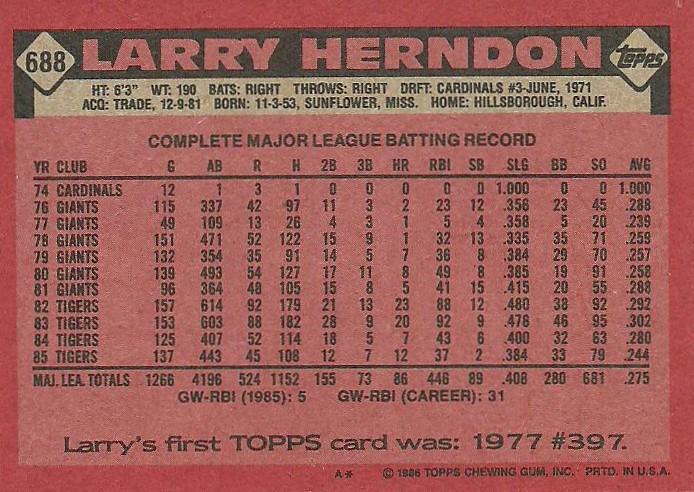 688 LARRY HERNDON TOPPS
HT: 6'3" WT: 190 BATS: RIGHT THROWS: RIGHT DRFT: CARDINALS #3-JUNE, 1971
ACQ: TRADE, 12-9-81 BORN: 11-3-53, SUNFLOWER, MISS. HOME: HILLSBOROUGH, CALIF.
COMPLETE MAJOR LEAGUE BATTING RECORD
YR CLUB G AB R H 2B 3B HR RBI SB SLG BB SO AVG
74 CARDINALS 12 1 3 1 0 0 0 0 0 1.000 0 0 1.000
76 GIANTS 115 337 42 97 11 3 2 23 12 .356 23 45 .288
77 GIANTS 49 109 13 26 4 3 1 5 4 .358 5 20 .239
78 GIANTS 151 471 52 122 15 9 1 32 13 .335 35 71 .259
79 GIANTS 132 354 35 91 14 5 7 36 8 .384 29 70 .257
80 GIANTS 139 493 54 127 17 11 8 49 8 .385 19 91 .258
81 GIANTS 96 364 48 105 15 8 5 41 15 .415 20 55 .288
82 TIGERS 157 614 92 179 21 13 23 88 12 .480 38 92 .292
83 TIGERS 153 603 88 182 28 9 20 92 9 .478 46 95 .302
84 TIGERS 125 407 52 114 18 5 7 43 6 .400 32 63 .280
85 TIGERS 137 443 45 108 12 7 12 37 2 .384 33 79 .244
MAJ. LEA. TOTALS 1266 4196 524 1152 155 73 86 446 89 .408 280 681 .275
GW-RBI (1985): 5 GW-RBI (CAREER): 31
Larry's first TOPPS card was: 1977 #397.
A* © 1986 TOPPS CHEWING GUM, INC. PRTD. IN U.S.A.